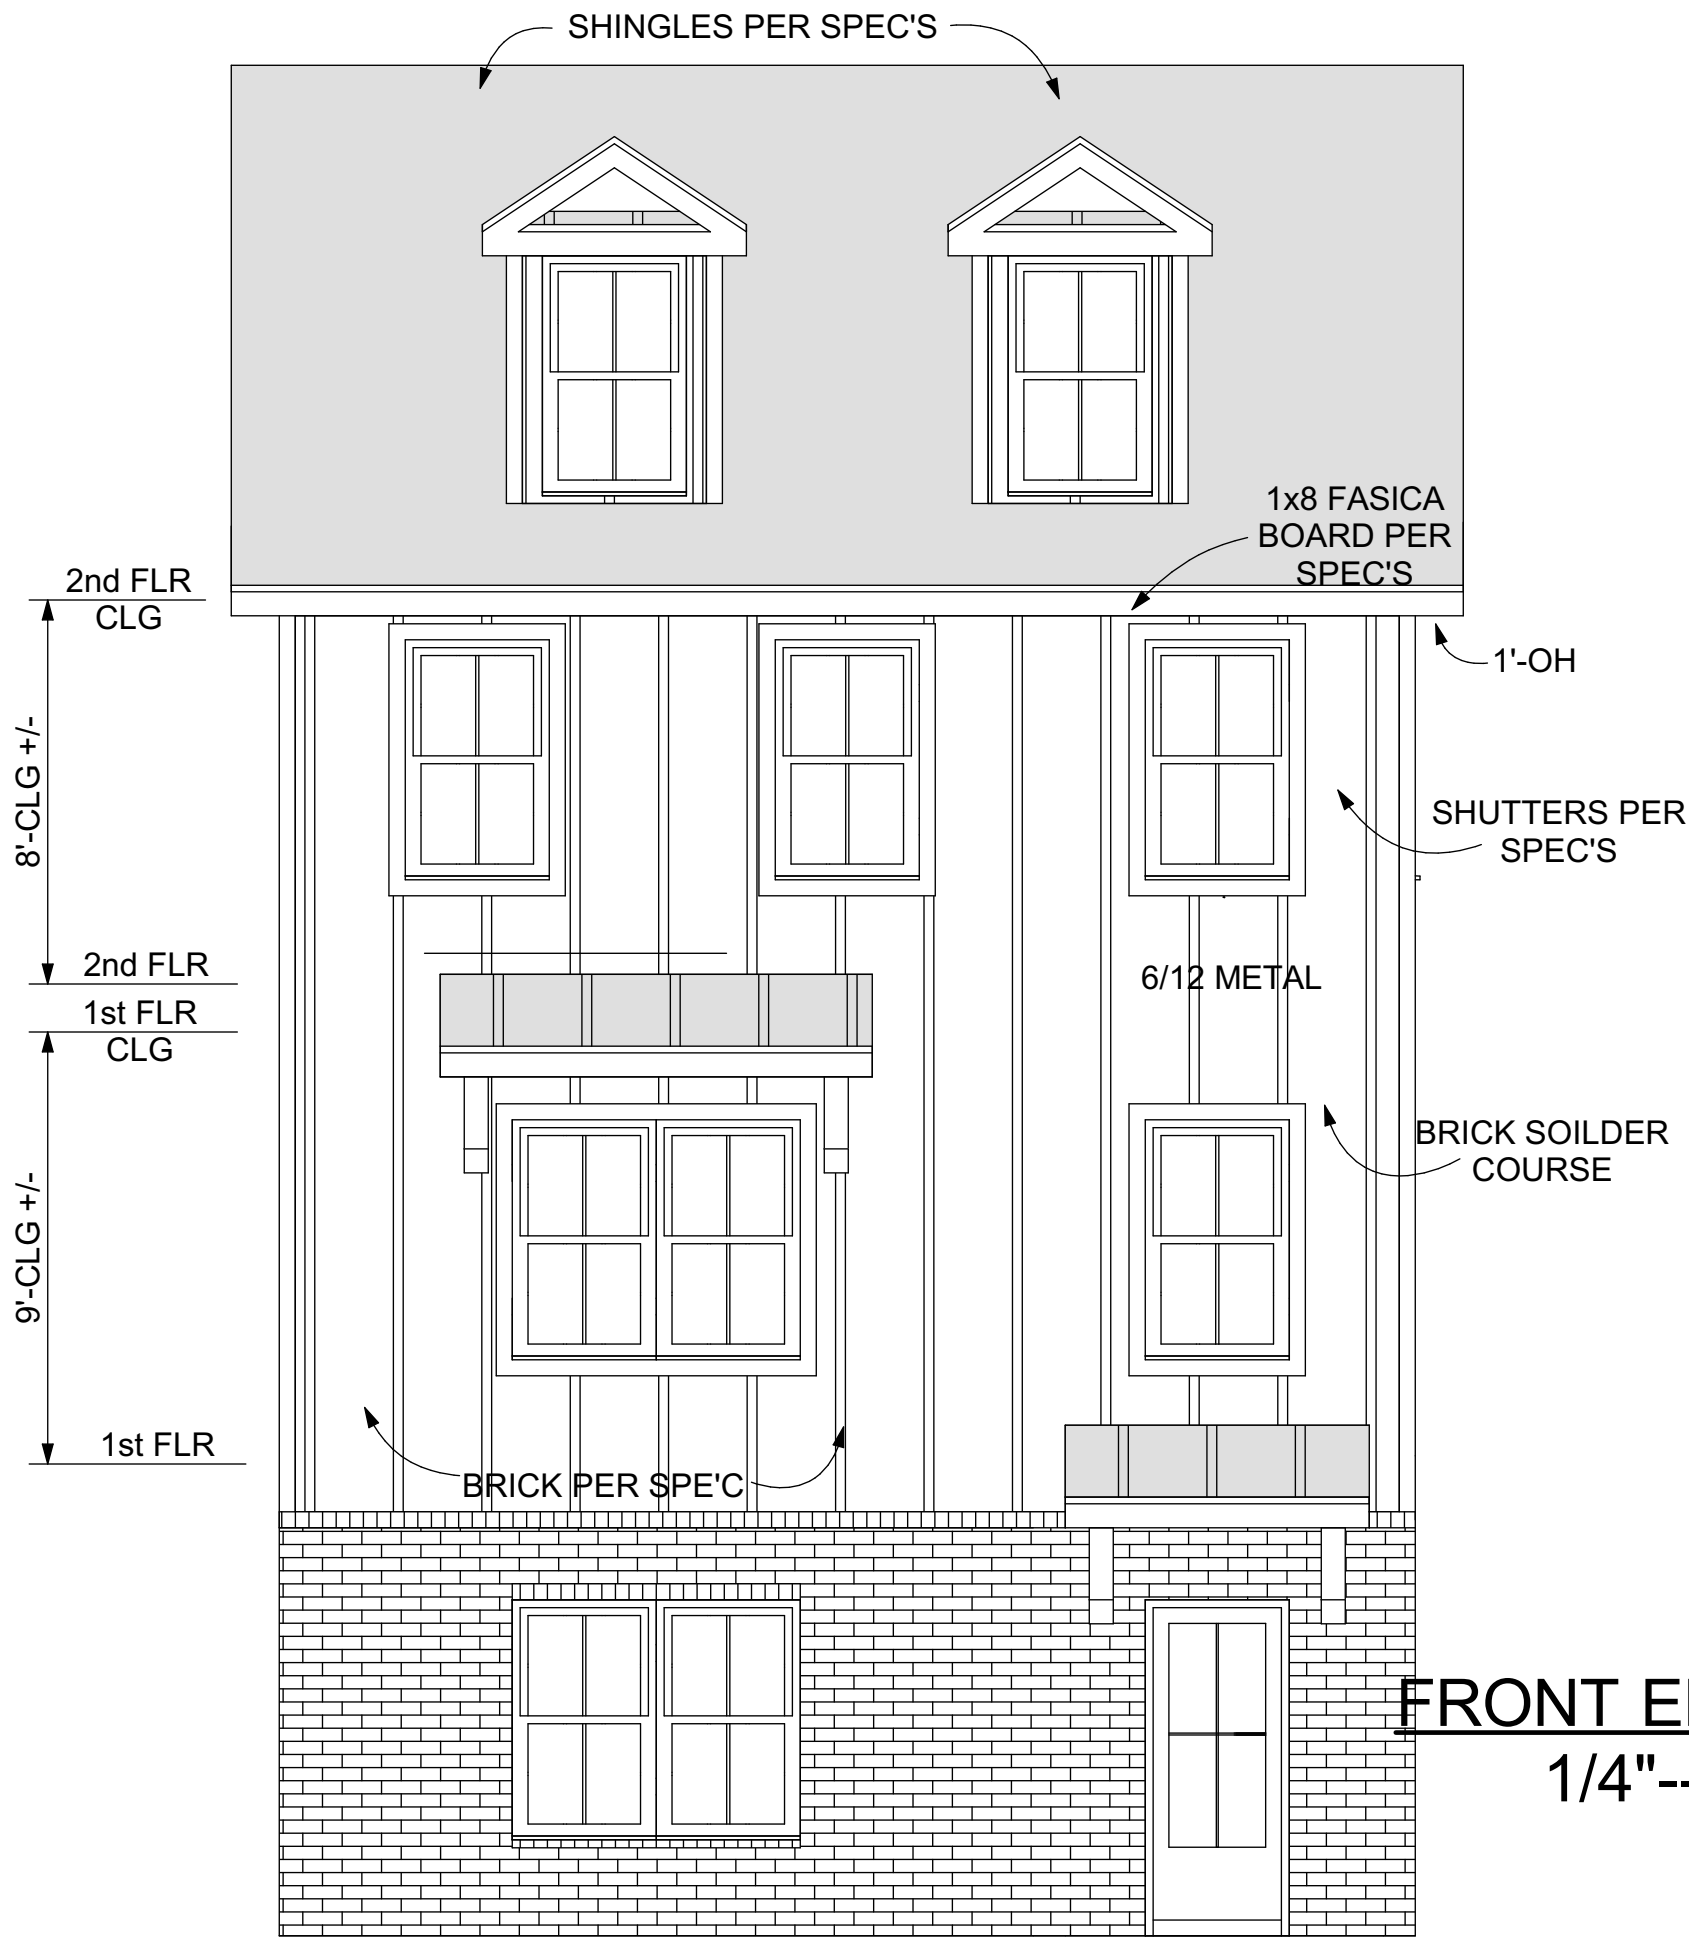 SHINGLES PER SPEC'S
1x8 FASICA
BOARD PER
SPEC'S
2nd FLR
CLG
1'-OH
8'-CLG +/-
SHUTTERS PER
SPEC'S
2nd FLR
6/12 METAL
1st FLR
CLG
BRICK SOILDER
COURSE
9'-CLG +/-
1st FLR
BRICK PER SPE'C
FRONT
1/4"--